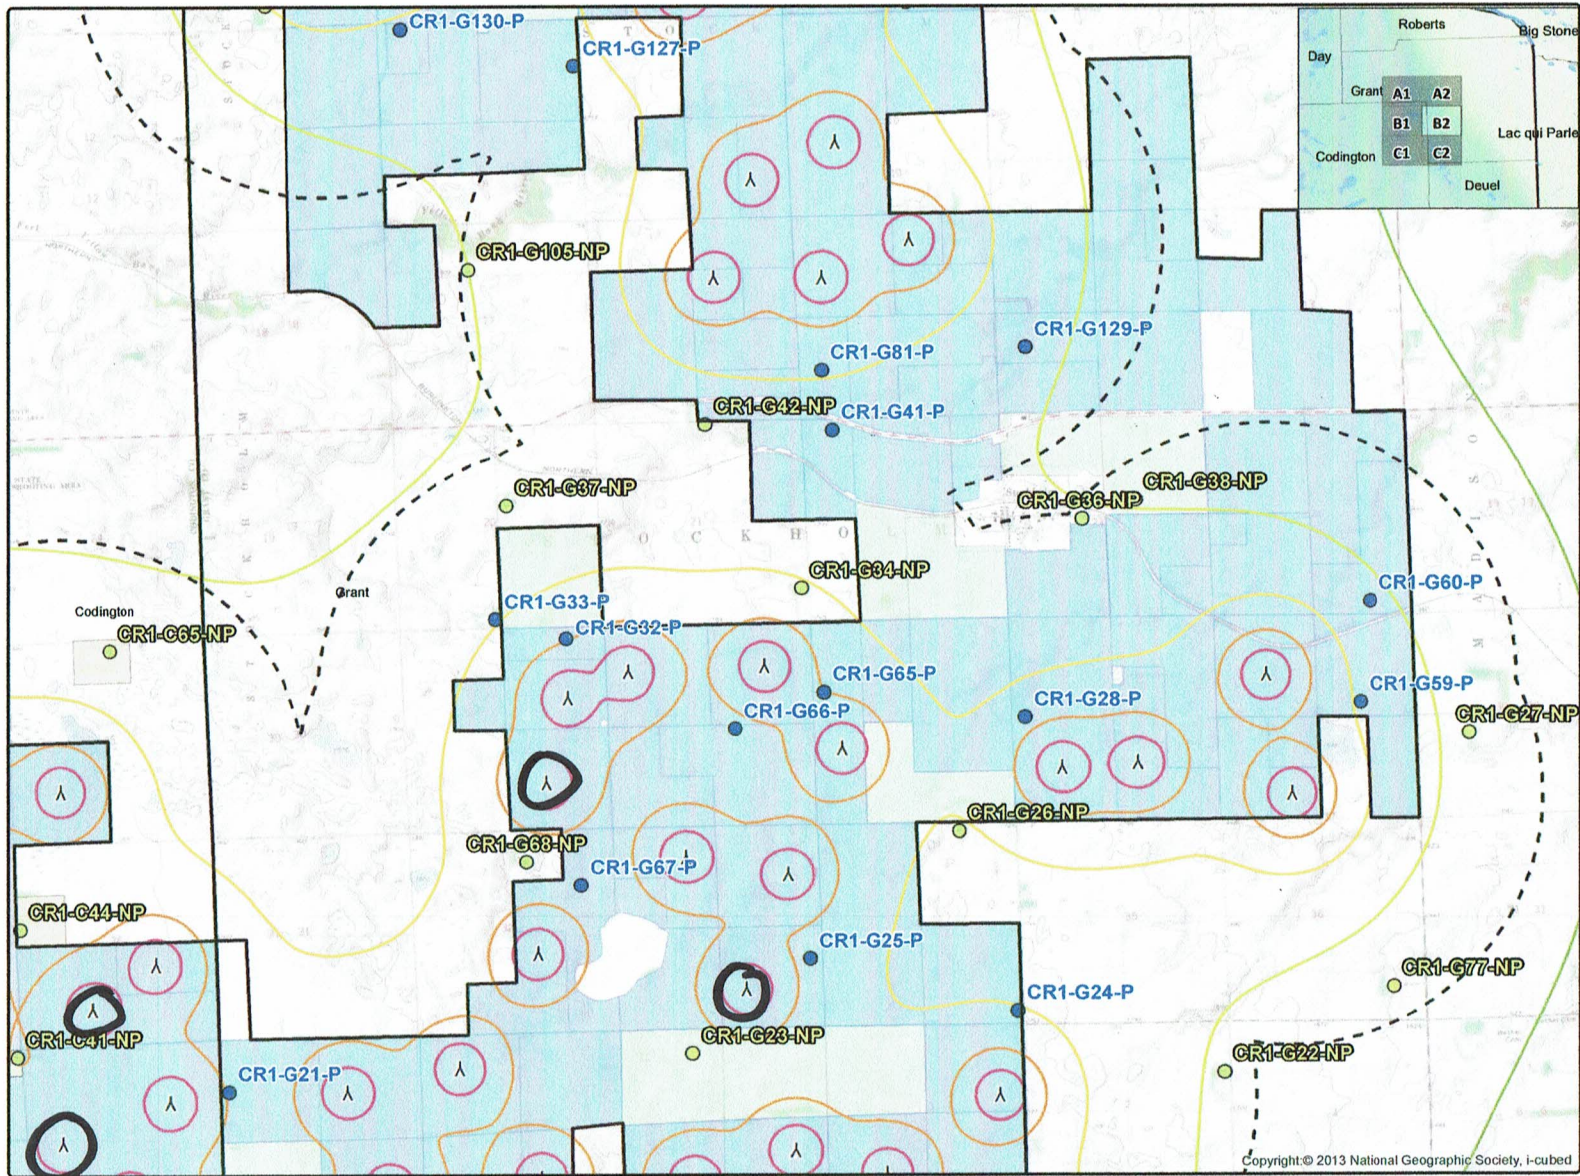 CR1-G130-P
CR1-G127-P
Roberts
Big Stone
Day
Grant
A1
A2
B1
B2
Lac qui Parle
Codington
C1
C2
Deuel
CR1-G105-NP
CR1-G129-P
CR1-G81-P
CR1-G42-NP
CR1-G41-P
CR1-G37-NP
CR1-G38-NP
CR1-G36-NP
O C K H O L M
CR1-G34-NP
Grant
CR1-G33-P
CR1-G60-P
Codington
CR1-C65-NP
CR1-G32-P
CR1-G65-P
CR1-G59-P
CR1-G66-P
CR1-G28-P
CR1-G27-NP
CR1-G26-NP
CR1-G68-NP
CR1-G67-P
CR1-C44-NP
CR1-G25-P
CR1-G77-NP
CR1-G24-P
CR1-C41-NP
CR1-G23-NP
CR1-G22-NP
CR1-G21-P
Copyright:© 2013 National Geographic Society, i-cubed